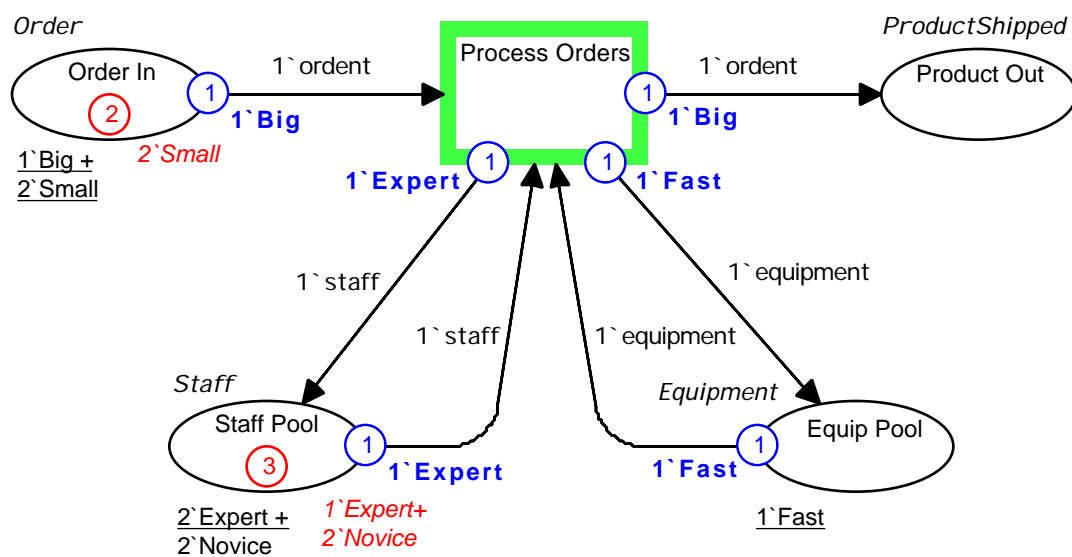 Order
Order In
2
1
1`Big
1`Big +
2`Small
2`Small
1`ordent
Process Orders
1
1`Big
1`ordent
ProductShipped
Product Out
1
1`Expert
1
1`Fast
1`staff
1`staff
1`equipment
1`equipment
Staff
Staff Pool
3
1
1`Expert
2`Expert +
2`Novice
1`Expert+
2`Novice
Equipment
1
1`Fast
Equip Pool
1`Fast